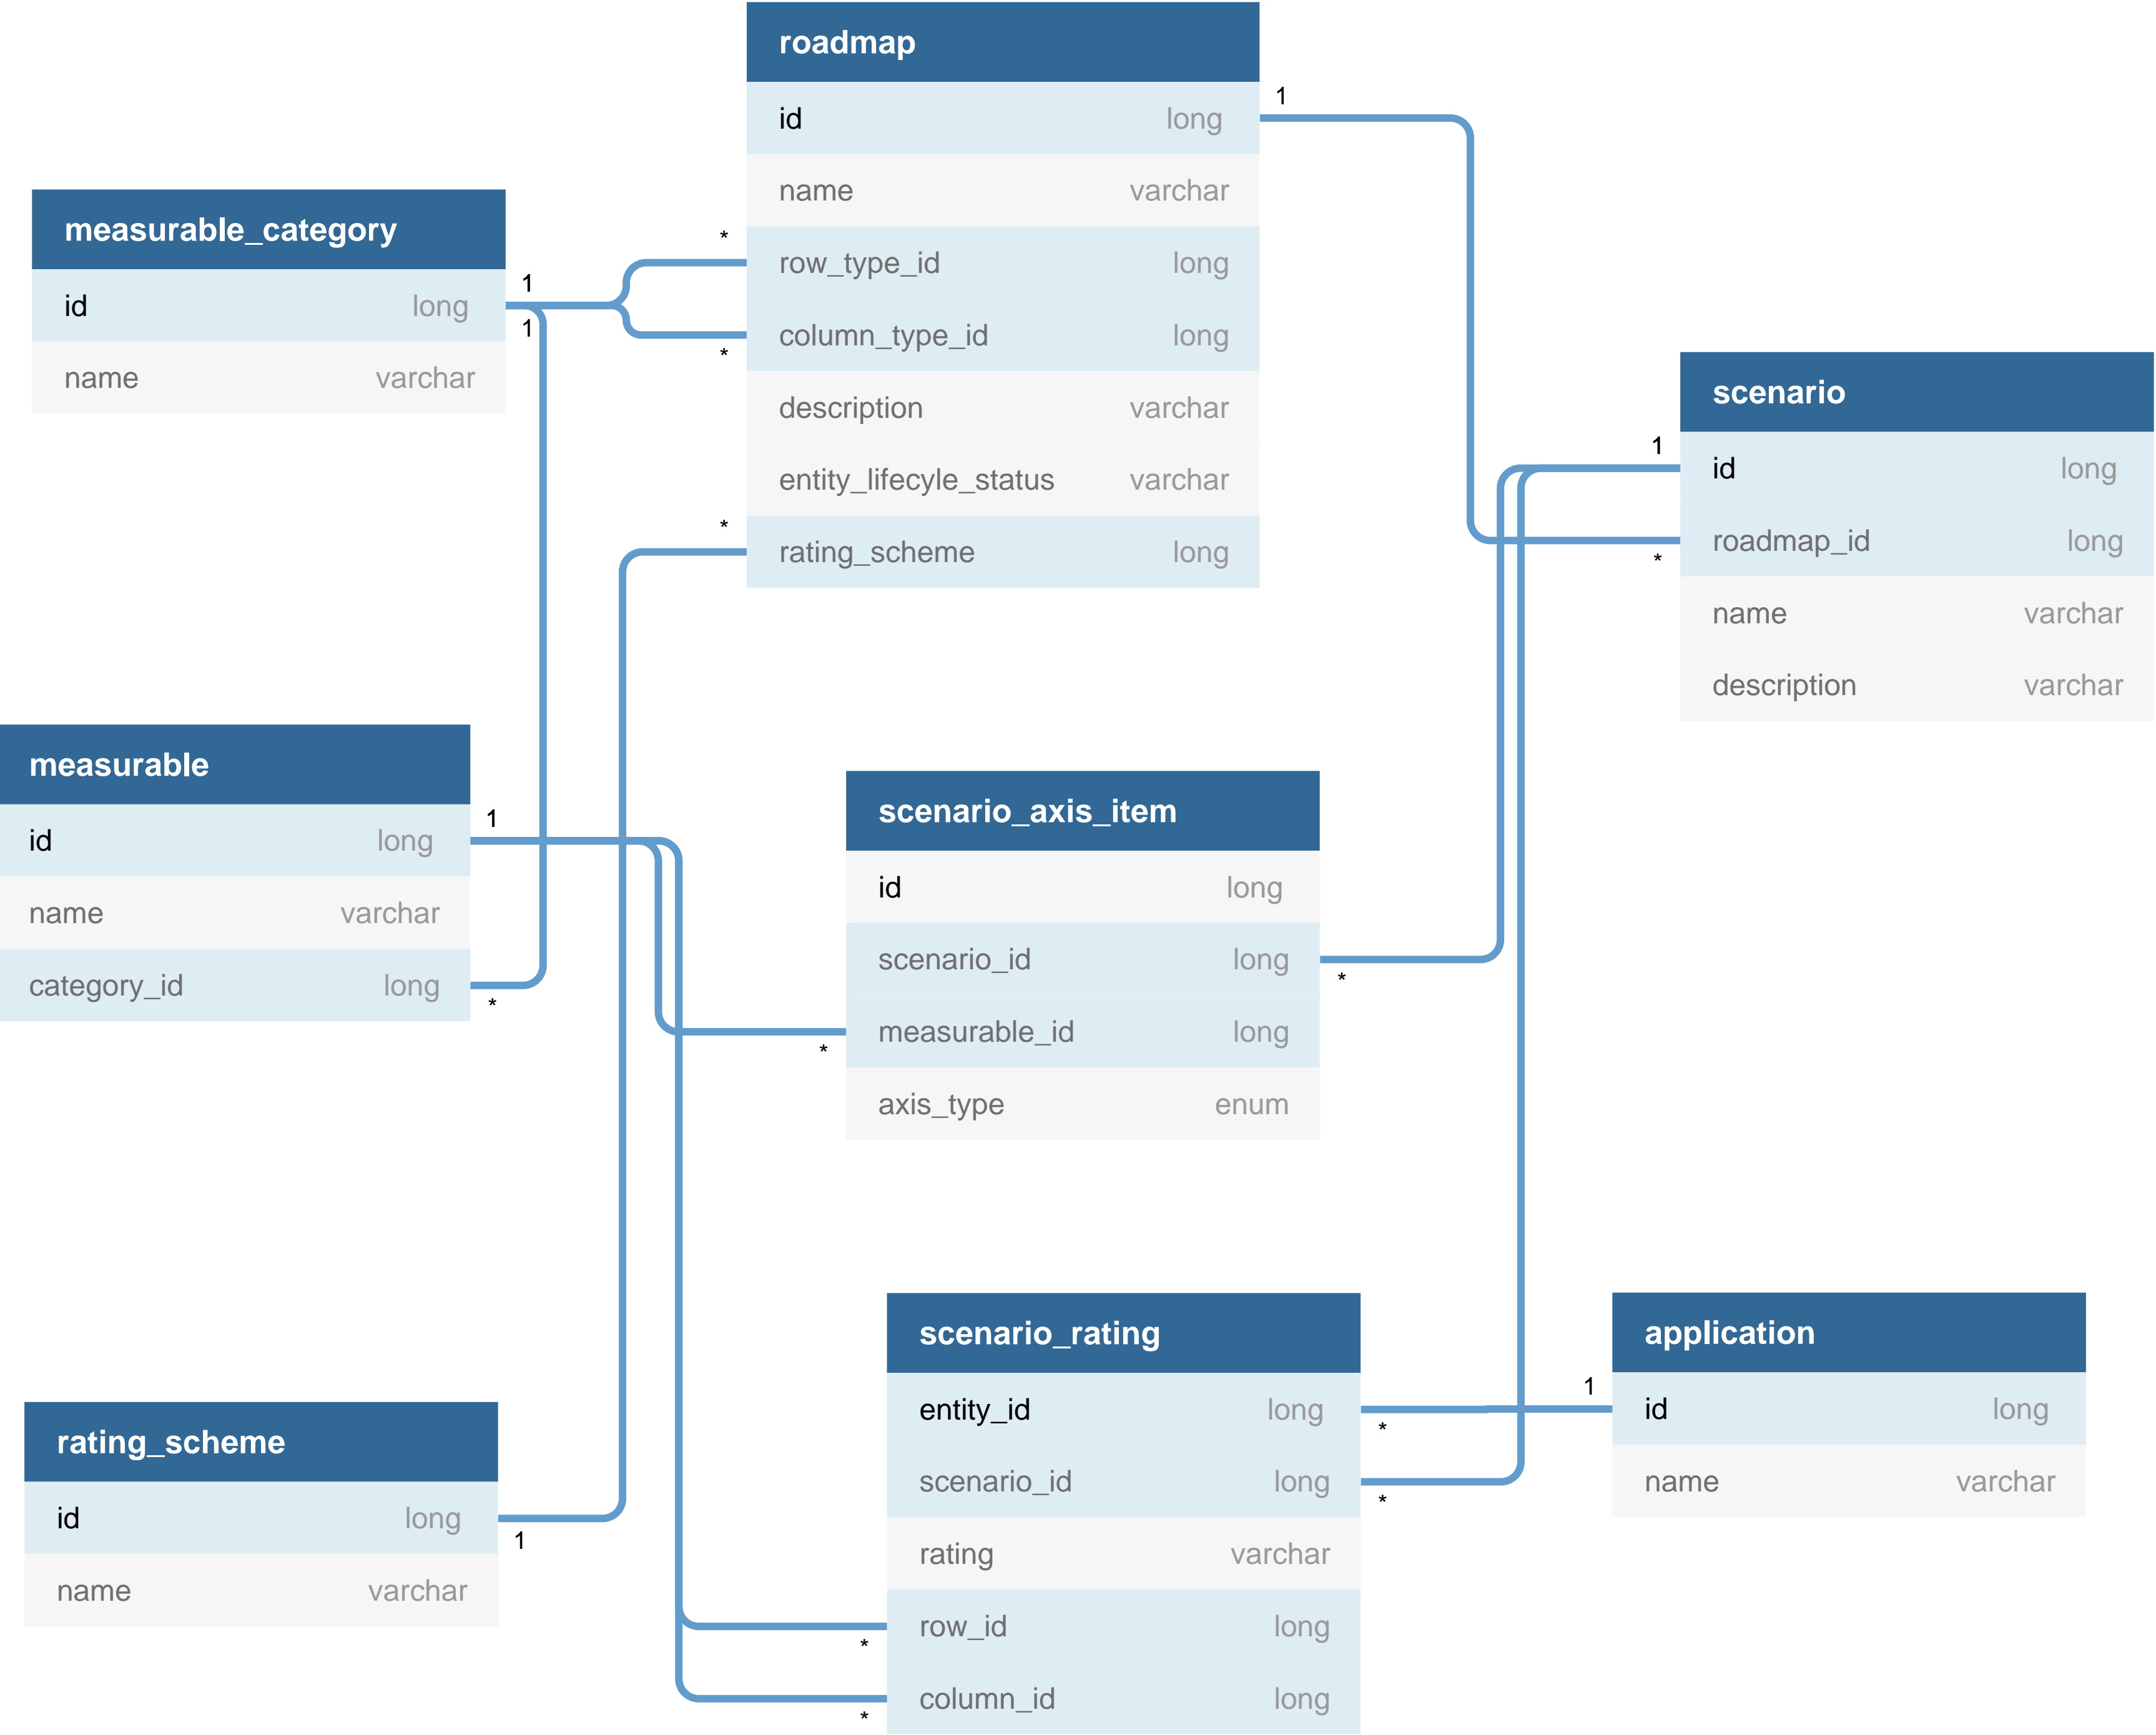 roadmap
id long
name varchar
row_type_id long
column_type_id long
description varchar
entity_lifecyle_status varchar
rating_scheme long
1
*
*
*
measurable_category
id long
name varchar
1
1
scenario
id long
roadmap_id long
name varchar
description varchar
1
*
measurable
id long
name varchar
category_id long
1
*
scenario_axis_item
id long
scenario_id long
measurable_id long
axis_type enum
*
*
scenario_rating
entity_id long
scenario_id long
rating varchar
row_id long
column_id long
*
*
*
*
application
id long
name varchar
1
rating_scheme
id long
name varchar
1